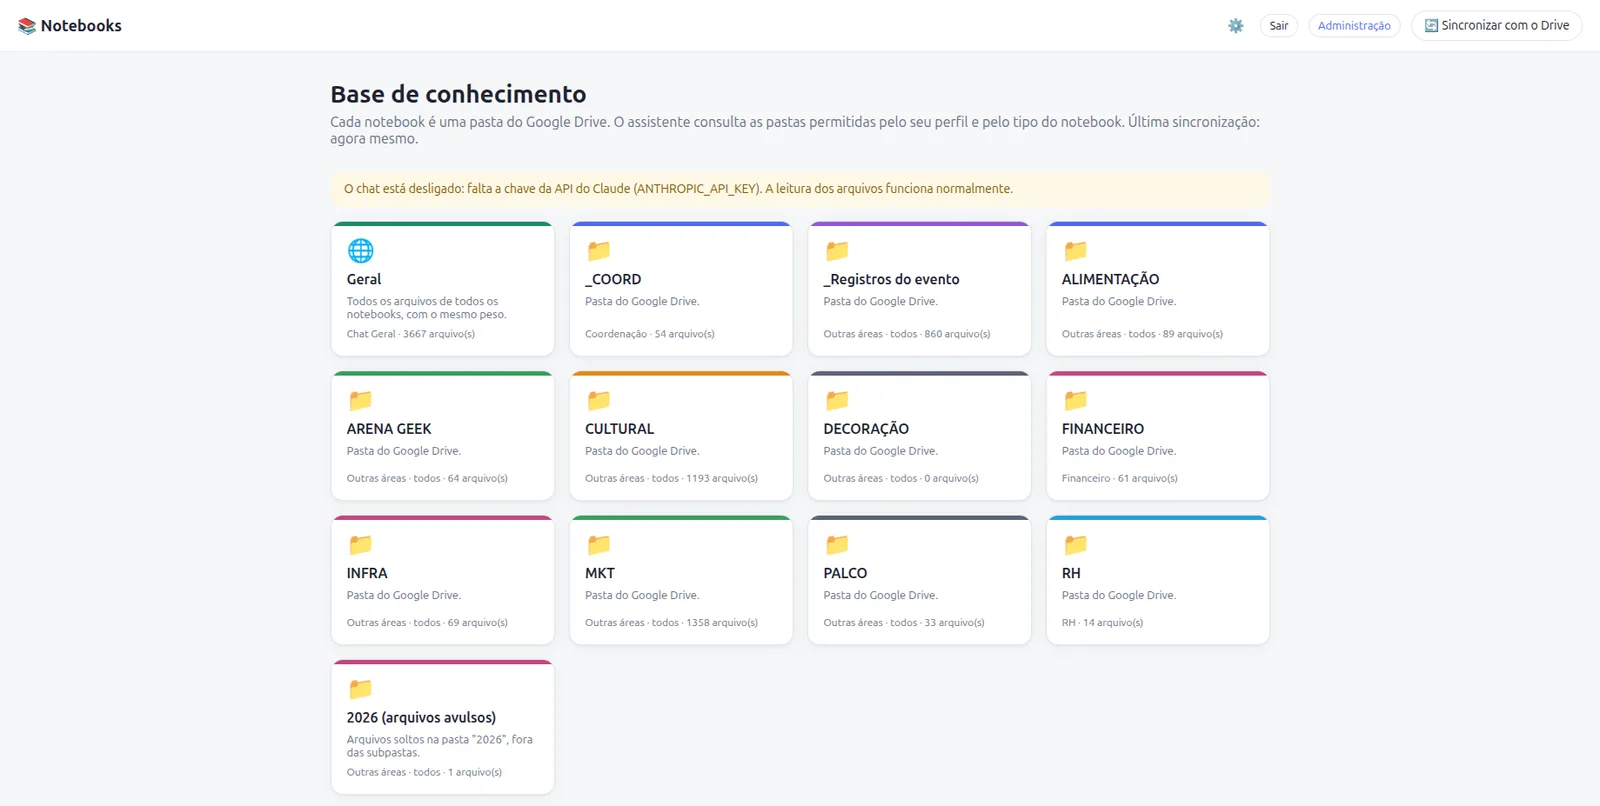 Notebooks
Sair
Administração
Sincronizar com o Drive
Base de conhecimento
Cada notebook é uma pasta do Google Drive. O assistente consulta as pastas permitidas pelo seu perfil e pelo tipo do notebook. Última sincronização:
agora mesmo.
O chat está desligado: falta a chave da API do Claude (ANTHROPIC_API_KEY). A leitura dos arquivos funciona normalmente.
Geral
Todos os arquivos de todos os
notebooks, com o mesmo peso.
Chat Geral · 3667 arquivo(s)
_COORD
Pasta do Google Drive.
Coordenação · 54 arquivo(s)
_Registros do evento
Pasta do Google Drive.
Outras áreas · todos · 860 arquivo(s)
ALIMENTAÇÃO
Pasta do Google Drive.
Outras áreas · todos · 89 arquivo(s)
ARENA GEEK
Pasta do Google Drive.
Outras áreas · todos · 64 arquivo(s)
CULTURAL
Pasta do Google Drive.
Outras áreas · todos · 1193 arquivo(s)
DECORAÇÃO
Pasta do Google Drive.
Outras áreas · todos · 0 arquivo(s)
FINANCEIRO
Pasta do Google Drive.
Financeiro · 61 arquivo(s)
INFRA
Pasta do Google Drive.
Outras áreas · todos · 69 arquivo(s)
MKT
Pasta do Google Drive.
Outras áreas · todos · 1358 arquivo(s)
PALCO
Pasta do Google Drive.
Outras áreas · todos · 33 arquivo(s)
RH
Pasta do Google Drive.
RH · 14 arquivo(s)
2026 (arquivos avulsos)
Arquivos soltos na pasta "2026", fora
das subpastas.
Outras áreas · todos · 1 arquivo(s)